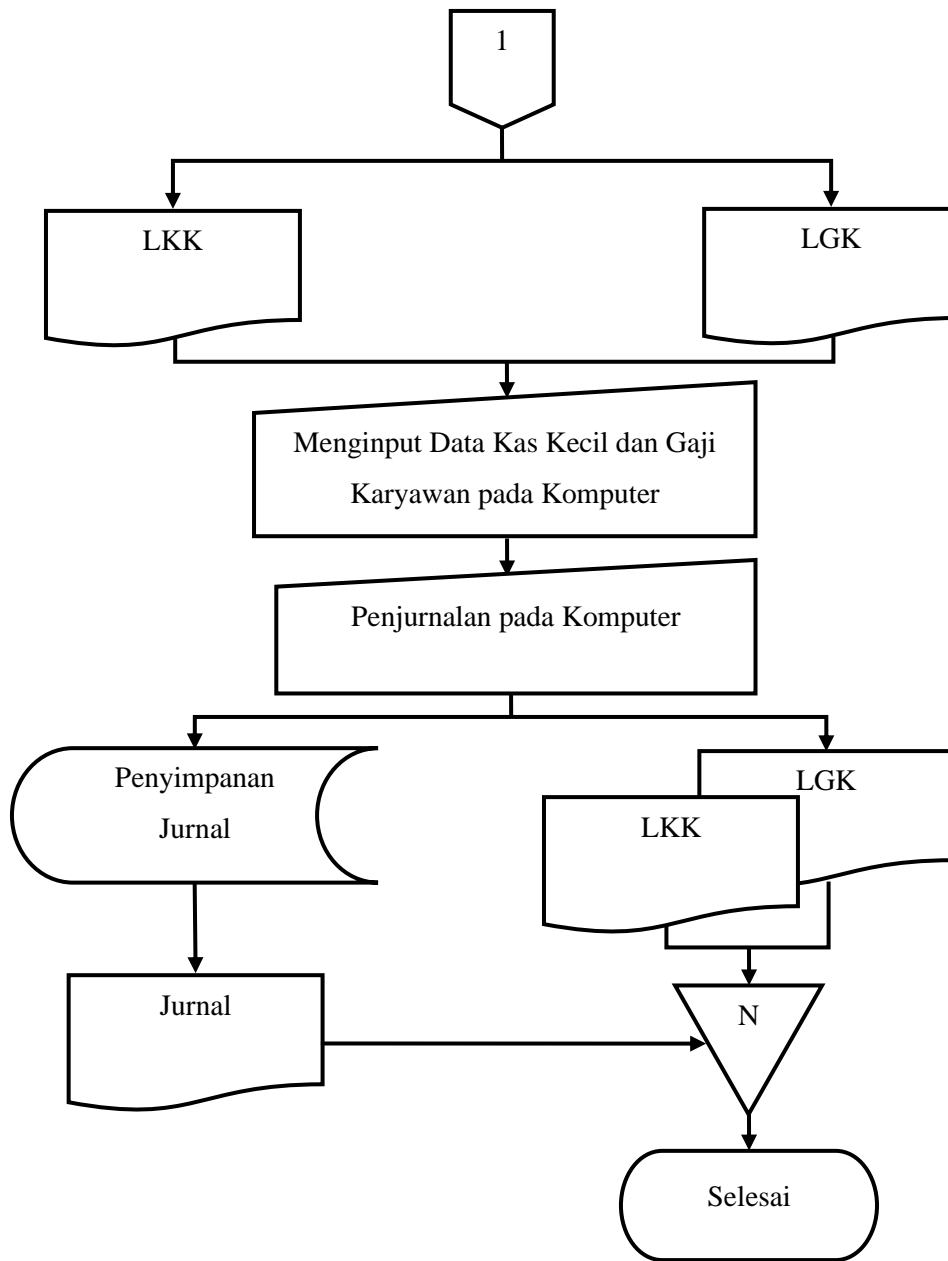 1
LKK
LGK
Menginput Data Kas Kecil dan Gaji
Karyawan pada Komputer
Penjurnalan pada Komputer
Penyimpanan
Jurnal
LGK
LKK
Jurnal
N
Selesai